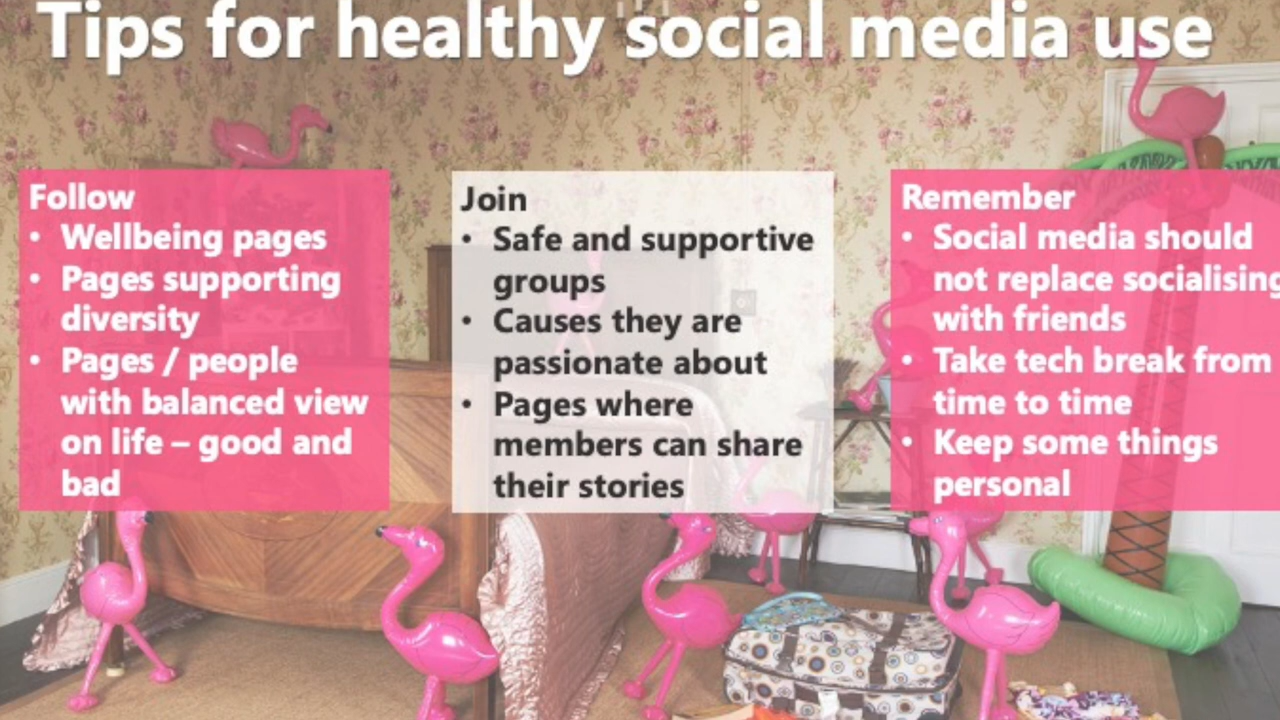 Tips for healthy social media use
Follow
• Wellbeing pages
• Pages supporting
diversity
• Pages / people
with balanced view
on life – good and
bad
Join
• Safe and supportive
groups
• Causes they are
passionate about
• Pages where
members can share
their stories
Remember
• Social media should
not replace socialising
with friends
• Take tech break from
time to time
• Keep some things
personal